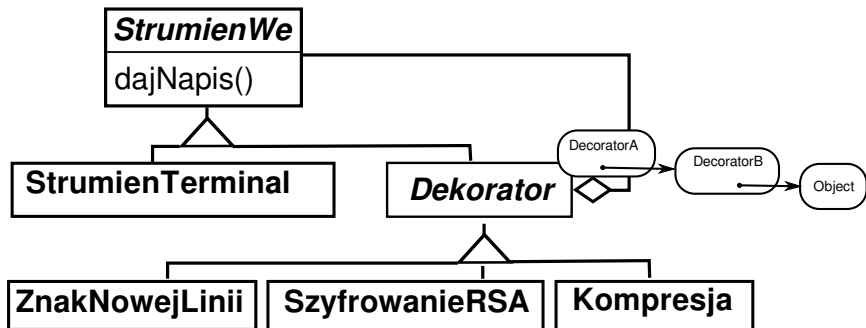 StrumienWe
dajNapis()
DecoratorA
DecoratorB
Object
StrumienTerminal
Dekorator
ZnakNowejLinii
SzyfrowanieRSA
Kompresja